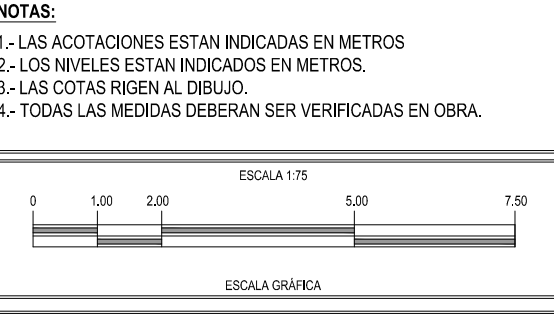 NOTAS:
1.- LAS ACOTACIONES ESTAN INDICADAS EN METROS
2.- LOS NIVELES ESTAN INDICADOS EN METROS.
3.- LAS COTAS RIGEN AL DIBUJO.
4.- TODAS LAS MEDIDAS DEBERAN SER VERIFICADAS EN OBRA.
ESCALA 1:75
0 1.00 2.00 5.00 7.50
ESCALA GRÁFICA